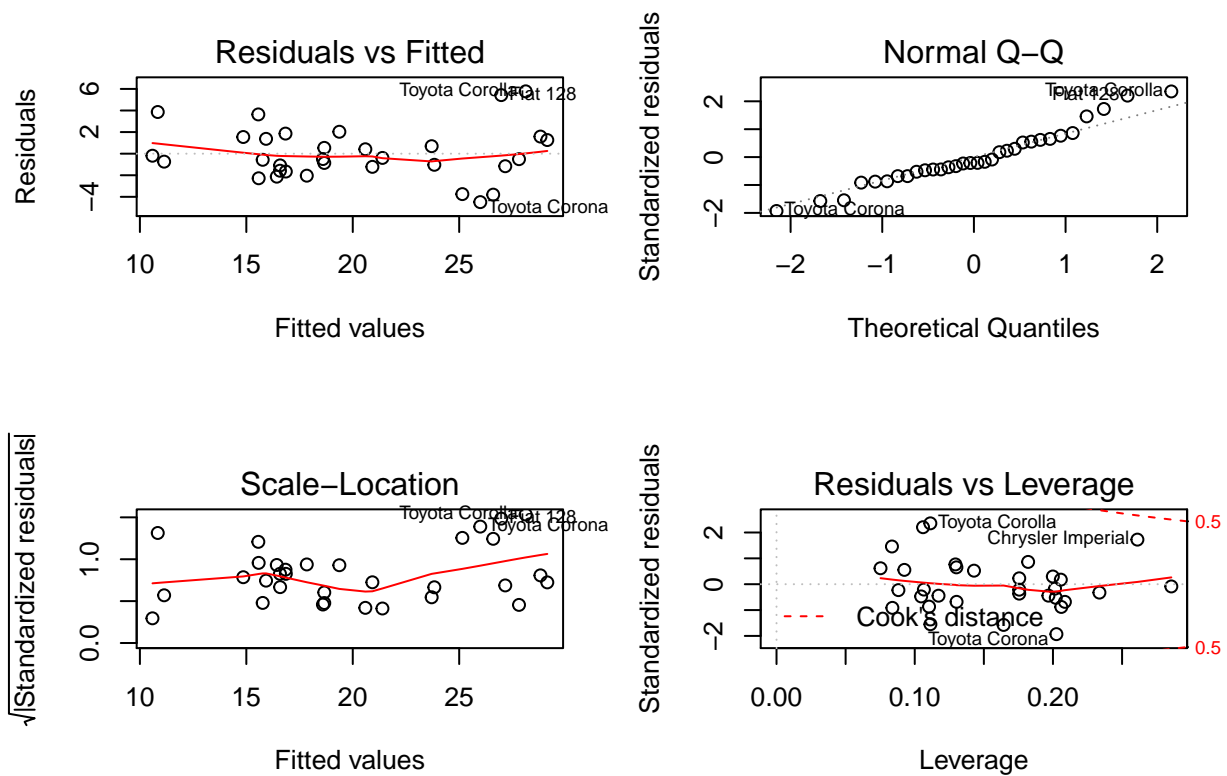 Residuals vs Fitted
Residuals
6
2
−4
Toyota Corolla
Fiat 128
Toyota Corona
10 15 20 25
Fitted values
Normal Q−Q
Standardized residuals
2
0
−2
Toyota Corolla
Fiat 128
Toyota Corona
−2 −1 0 1 2
Theoretical Quantiles
Scale−Location
√|Standardized residuals|
1.0
0.0
Toyota Corolla
Fiat 128
Toyota Corona
10 15 20 25
Fitted values
Residuals vs Leverage
Standardized residuals
2
0
−2
Toyota Corolla
Chrysler Imperial
0.5
Cook's distance
Toyota Corona
0.5
0.00 0.10 0.20
Leverage